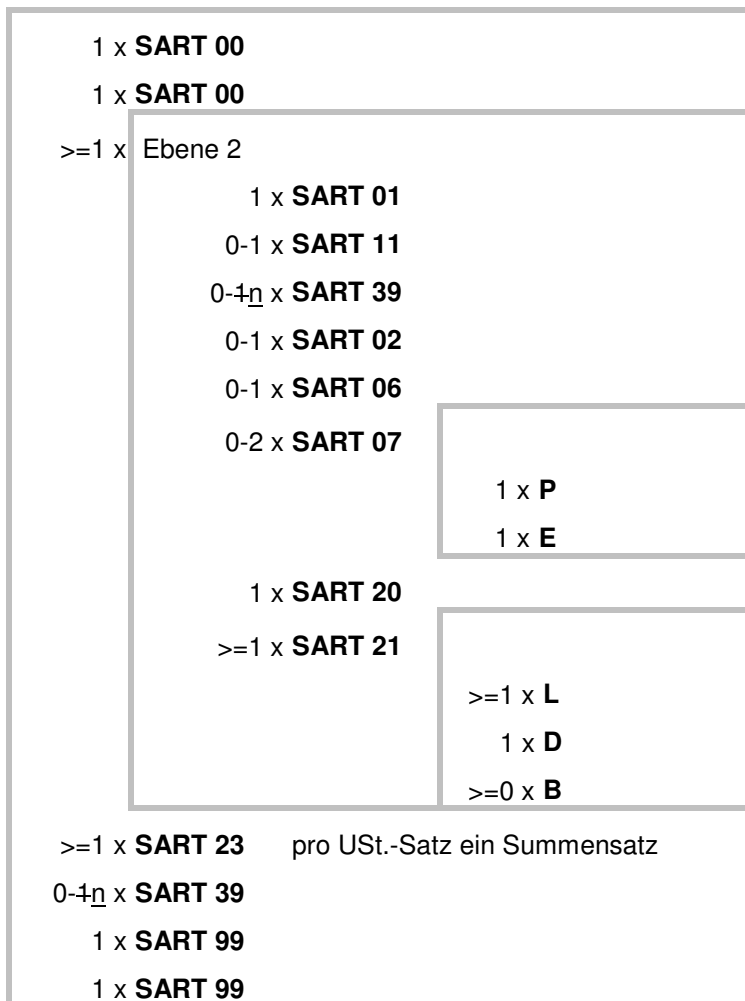 1 x SART 00
1 x SART 00
>=1 x Ebene 2
1 x SART 01
0-1 x SART 11
0-1n x SART 39
0-1 x SART 02
0-1 x SART 06
0-2 x SART 07
1 x P
1 x E
1 x SART 20
>=1 x SART 21
>=1 x L
1 x D
>=0 x B
>=1 x SART 23 pro USt.-Satz ein Summensatz
0-1n x SART 39
1 x SART 99
1 x SART 99